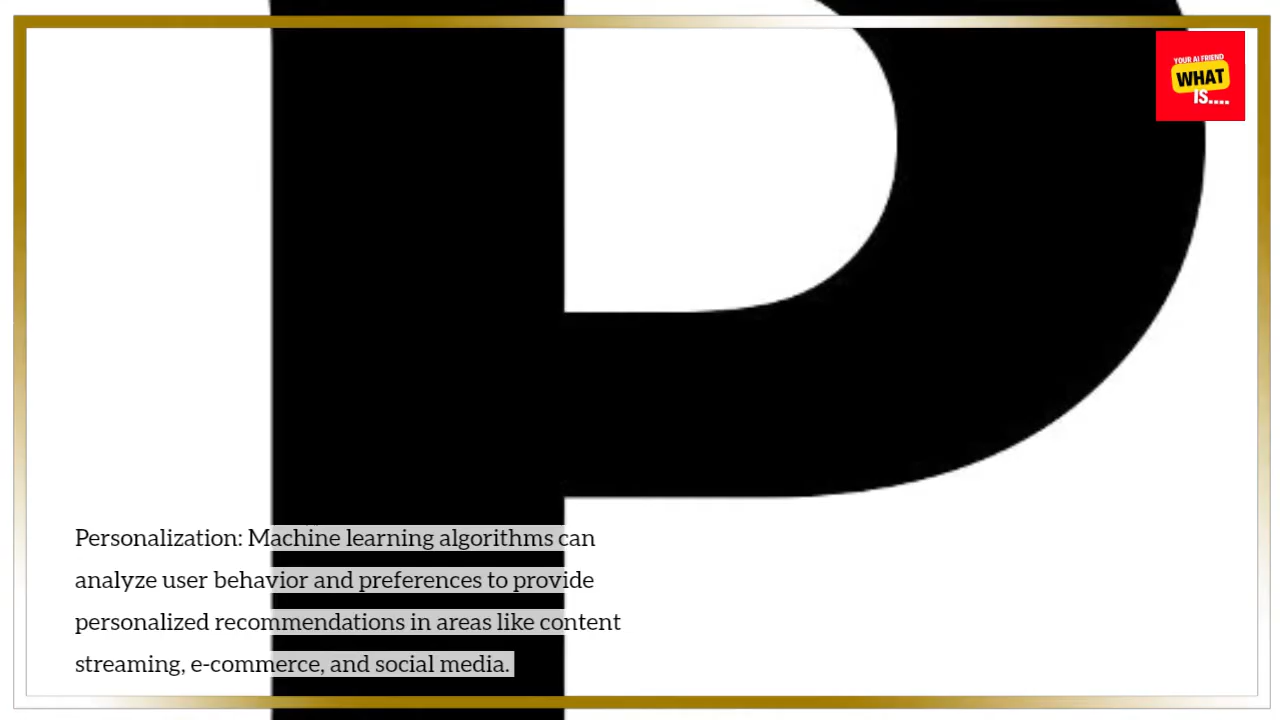 P
YOUR AI FRIEND
WHAT
IS....
Personalization: Machine learning algorithms can
analyze user behavior and preferences to provide
personalized recommendations in areas like content
streaming, e-commerce, and social media.